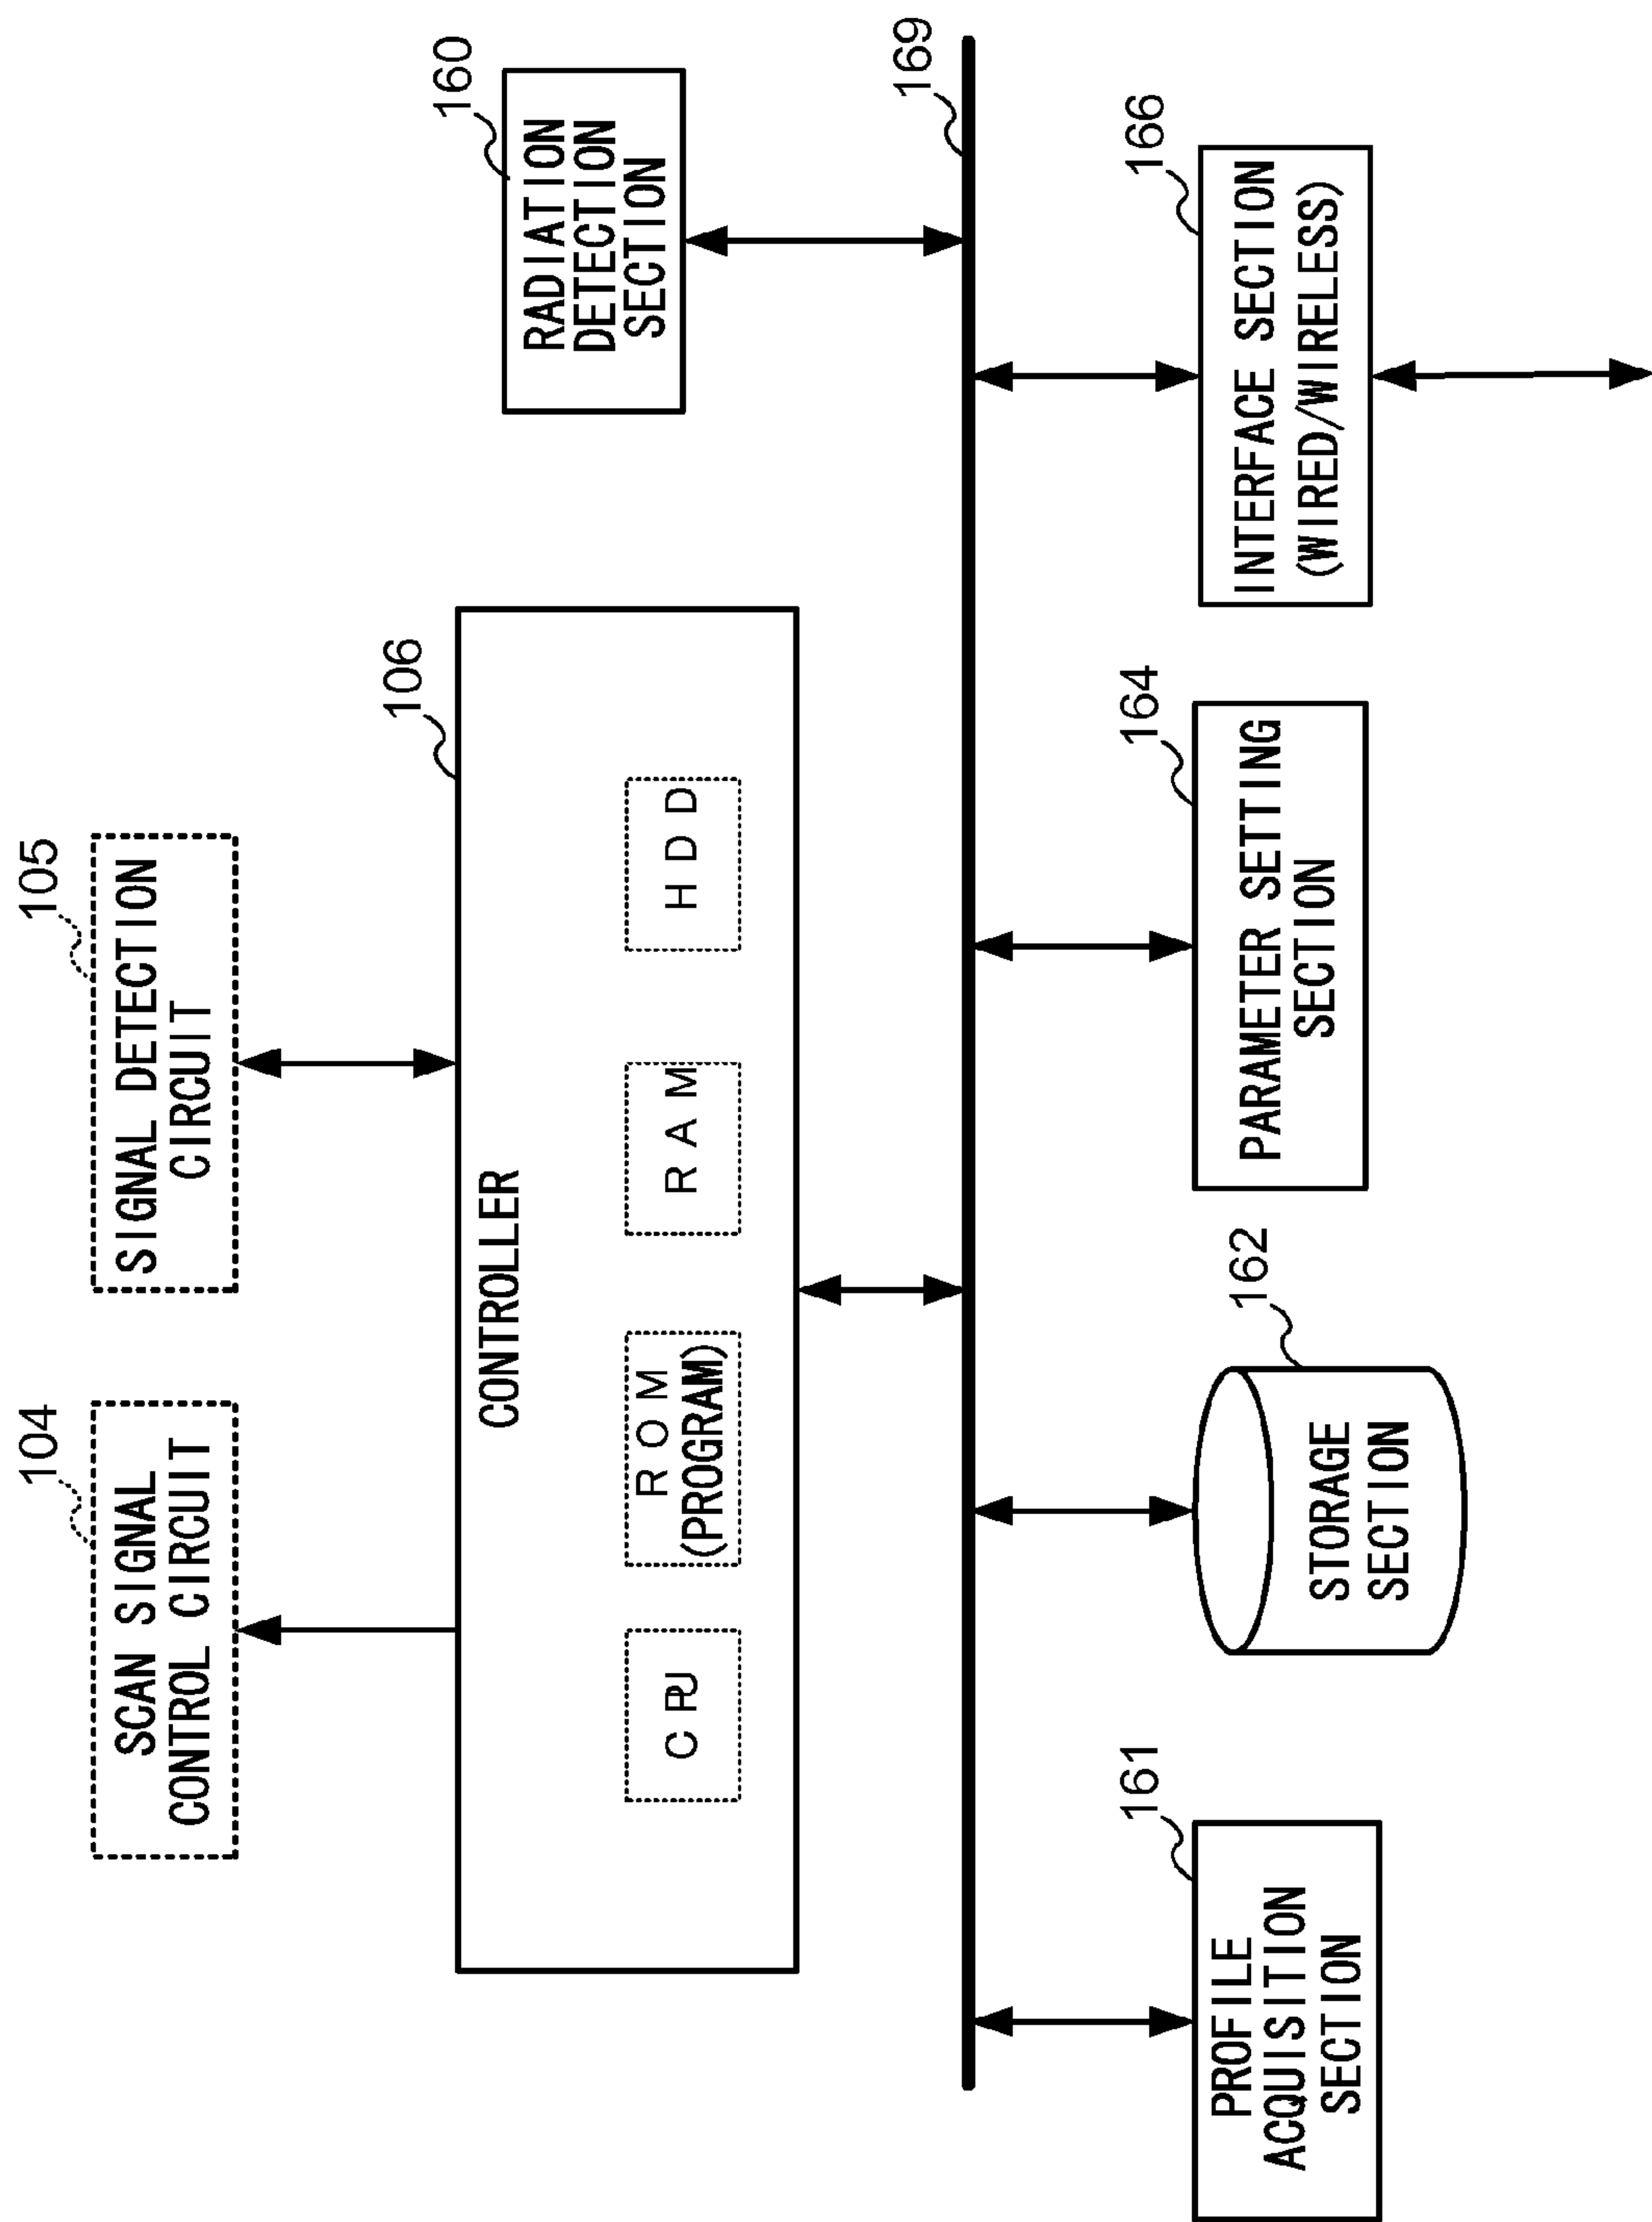 104
SCAN SIGNAL
CONTROL CIRCUIT
105
SIGNAL DETECTION
CIRCUIT
106
CONTROLLER
CPU
ROM
(PROGRAM)
RAM
HDD
160
RADIATION
DETECTION
SECTION
169
161
PROFILE
ACQUISITION
SECTION
162
STORAGE
SECTION
164
PARAMETER SETTING
SECTION
166
INTERFACE SECTION
(WIRED/WIRELESS)